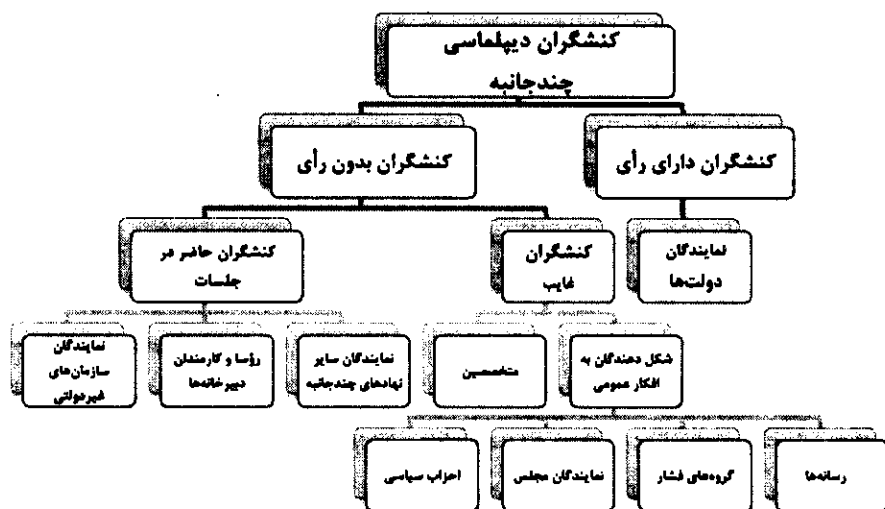 کنشگران دیپلماسی
چندجانبه
کنشگران دارای رأی
کنشگران بدون رأی
نمایندگان
دولت‌ها
کنشگران
غایب
کنشگران حاضر در
جلسات
شکل دهندگان به
افکار عمومی
متخصصین
نمایندگان سایر
نهادهای چندجانبه
رؤسا و کارمندان
دبیرخانه‌ها
نمایندگان
سازمان‌های
غیردولتی
رسانه‌ها
گروه‌های فشار
نمایندگان مجلس
احزاب سیاسی